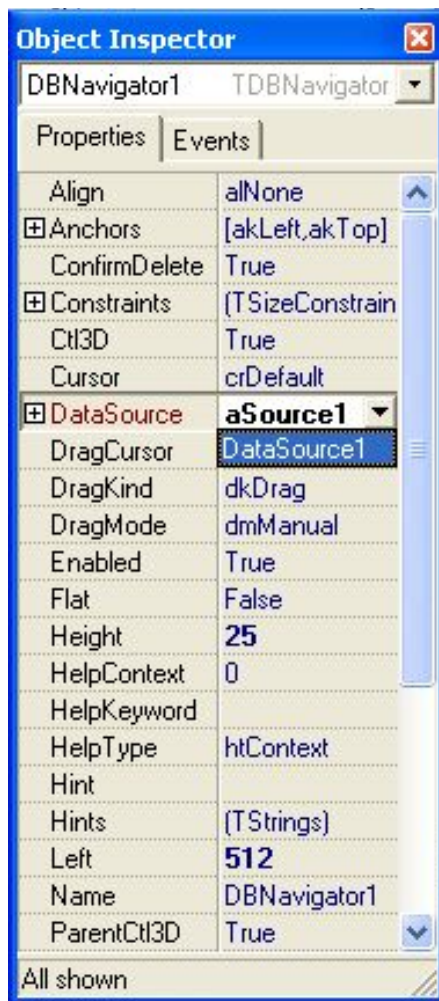 Object Inspector
DBNavigator1 TDBNavigator
Properties Events
Align alNone
Anchors [akLeft,akTop]
ConfirmDelete True
Constraints (TSizeConstrain
Ctl3D True
Cursor crDefault
DataSource aSource1
DragCursor DataSource1
DragKind dkDrag
DragMode dmManual
Enabled True
Flat False
Height 25
HelpContext 0
HelpKeyword
HelpType htContext
Hint
Hints (TStrings)
Left 512
Name DBNavigator1
ParentCtl3D True
All shown